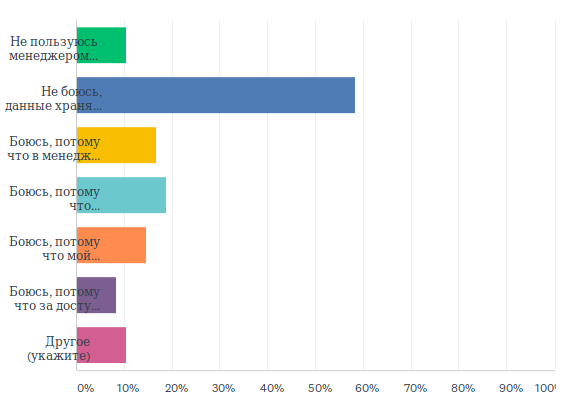 Не пользуюсь
менеджером...
Не боюсь,
данные храня...
Боюсь, потому
что в менедж...
Боюсь, потому
что...
Боюсь, потому
что мой...
Боюсь, потому
что за досту...
Другое
(укажите)
0% 10% 20% 30% 40% 50% 60% 70% 80% 90% 100%